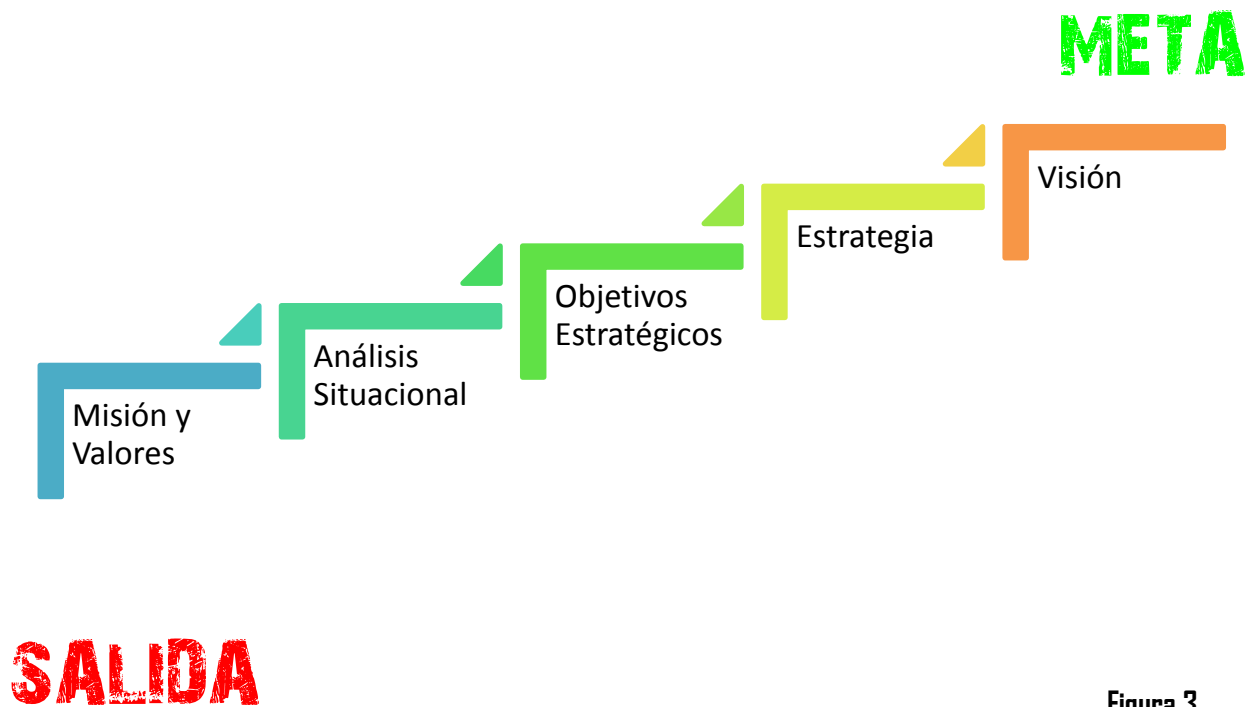 META
Visión
Estrategia
Objetivos
Estratégicos
Análisis
Situacional
Misión y
Valores
SALIDA
Figura 3